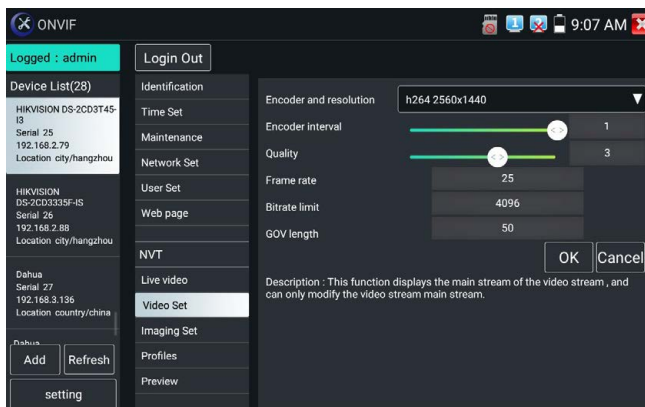 ONVIF
1
9:07 AM
Logged : admin
Login Out
Device List(28)
HIKVISION DS-2CD3T45-
I3
Serial 25
192.168.2.79
Location city/hangzhou
HIKVISION
DS-2CD3335F-IS
Serial 26
192.168.2.88
Location city/hangzhou
Dahua
Serial 27
192.168.3.136
Location country/china
Dahua
Add
Refresh
setting
Identification
Time Set
Maintenance
Network Set
User Set
Web page
NVT
Live video
Video Set
Imaging Set
Profiles
Preview
Encoder and resolution h264 2560x1440
Encoder interval 1
Quality 3
Frame rate 25
Bitrate limit 4096
GOV length 50
OK Cancel
Description : This function displays the main stream of the video stream , and
can only modify the video stream main stream.